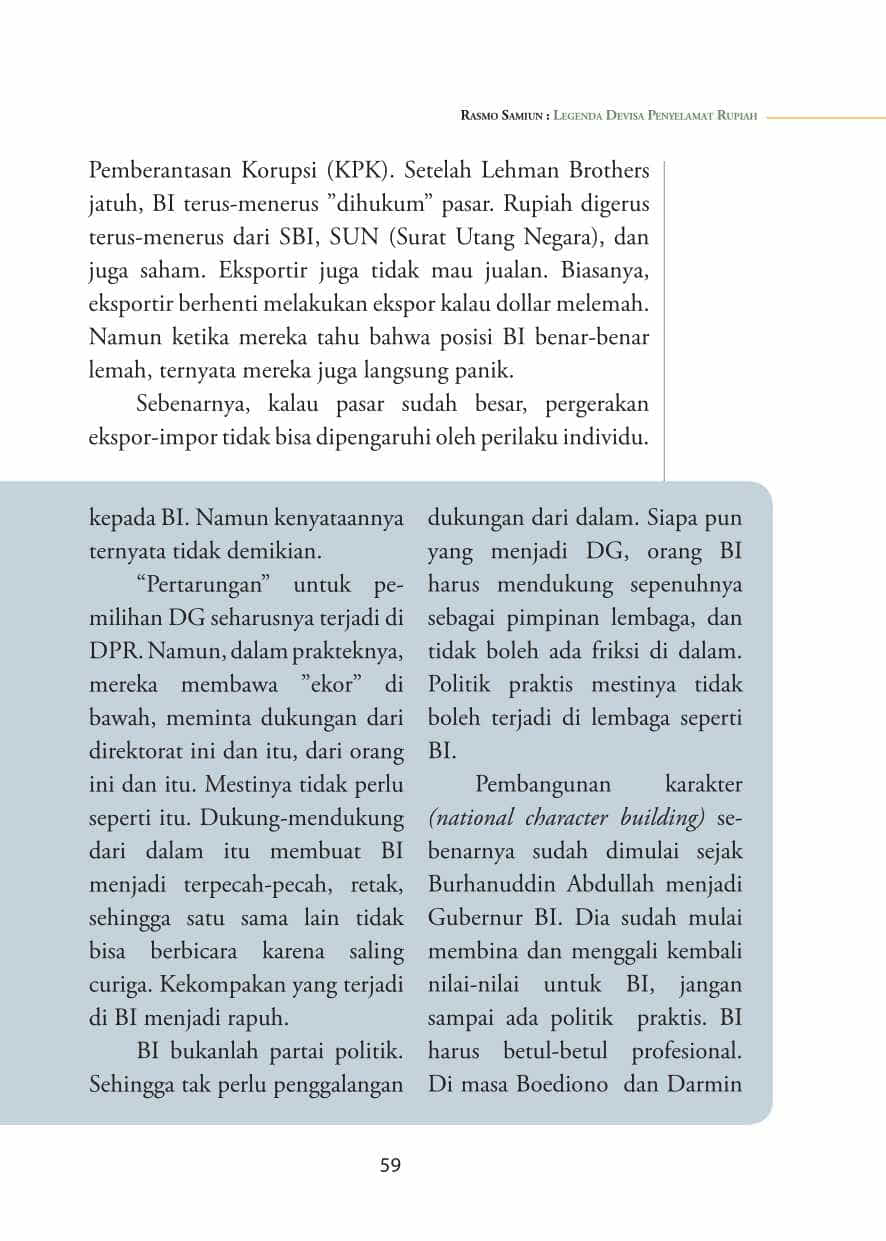 Rasmo Samiun : Legenda Devisa Penyelamat Rupiah
Pemberantasan Korupsi (KPK). Setelah Lehman Brothers
jatuh, BI terus-menerus ”dihukum” pasar. Rupiah digerus
terus-menerus dari SBI, SUN (Surat Utang Negara), dan
juga saham. Eksportir juga tidak mau jualan. Biasanya,
eksportir berhenti melakukan ekspor kalau dollar melemah.
Namun ketika mereka tahu bahwa posisi BI benar-benar
lemah, ternyata mereka juga langsung panik.
Sebenarnya, kalau pasar sudah besar, pergerakan
ekspor-impor tidak bisa dipengaruhi oleh perilaku individu.
kepada BI. Namun kenyataannya
ternyata tidak demikian.
“Pertarungan” untuk pe-
milihan DG seharusnya terjadi di
DPR. Namun, dalam prakteknya,
mereka membawa ”ekor” di
bawah, meminta dukungan dari
direktorat ini dan itu, dari orang
ini dan itu. Mestinya tidak perlu
seperti itu. Dukung-mendukung
dari dalam itu membuat BI
menjadi terpecah-pecah, retak,
sehingga satu sama lain tidak
bisa berbicara karena saling
curiga. Kekompakan yang terjadi
di BI menjadi rapuh.
BI bukanlah partai politik.
Sehingga tak perlu penggalangan
dukungan dari dalam. Siapa pun
yang menjadi DG, orang BI
harus mendukung sepenuhnya
sebagai pimpinan lembaga, dan
tidak boleh ada friksi di dalam.
Politik praktis mestinya tidak
boleh terjadi di lembaga seperti
BI.
Pembangunan karakter
(national character building) se-
benarnya sudah dimulai sejak
Burhanuddin Abdullah menjadi
Gubernur BI. Dia sudah mulai
membina dan menggali kembali
nilai-nilai untuk BI, jangan
sampai ada politik praktis. BI
harus betul-betul profesional.
Di masa Boediono dan Darmin
59